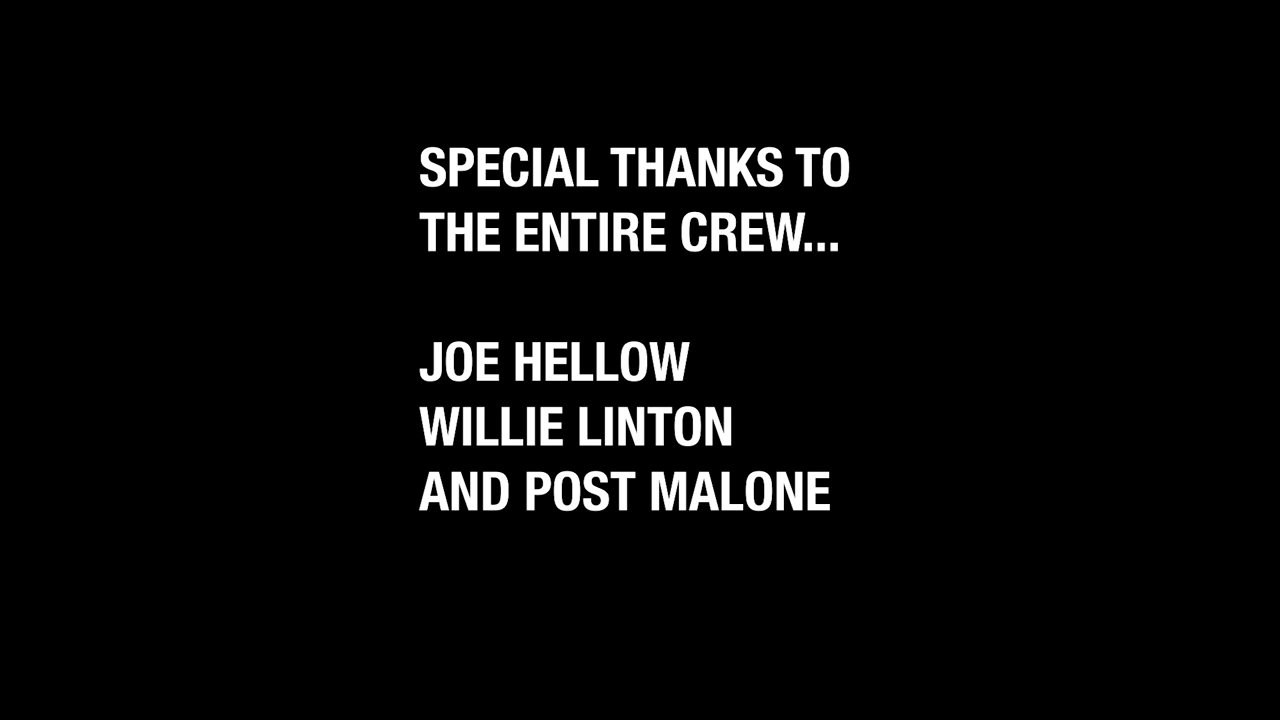 SPECIAL THANKS TO
THE ENTIRE CREW...
JOE HELLOW
WILLIE LINTON
AND POST MALONE